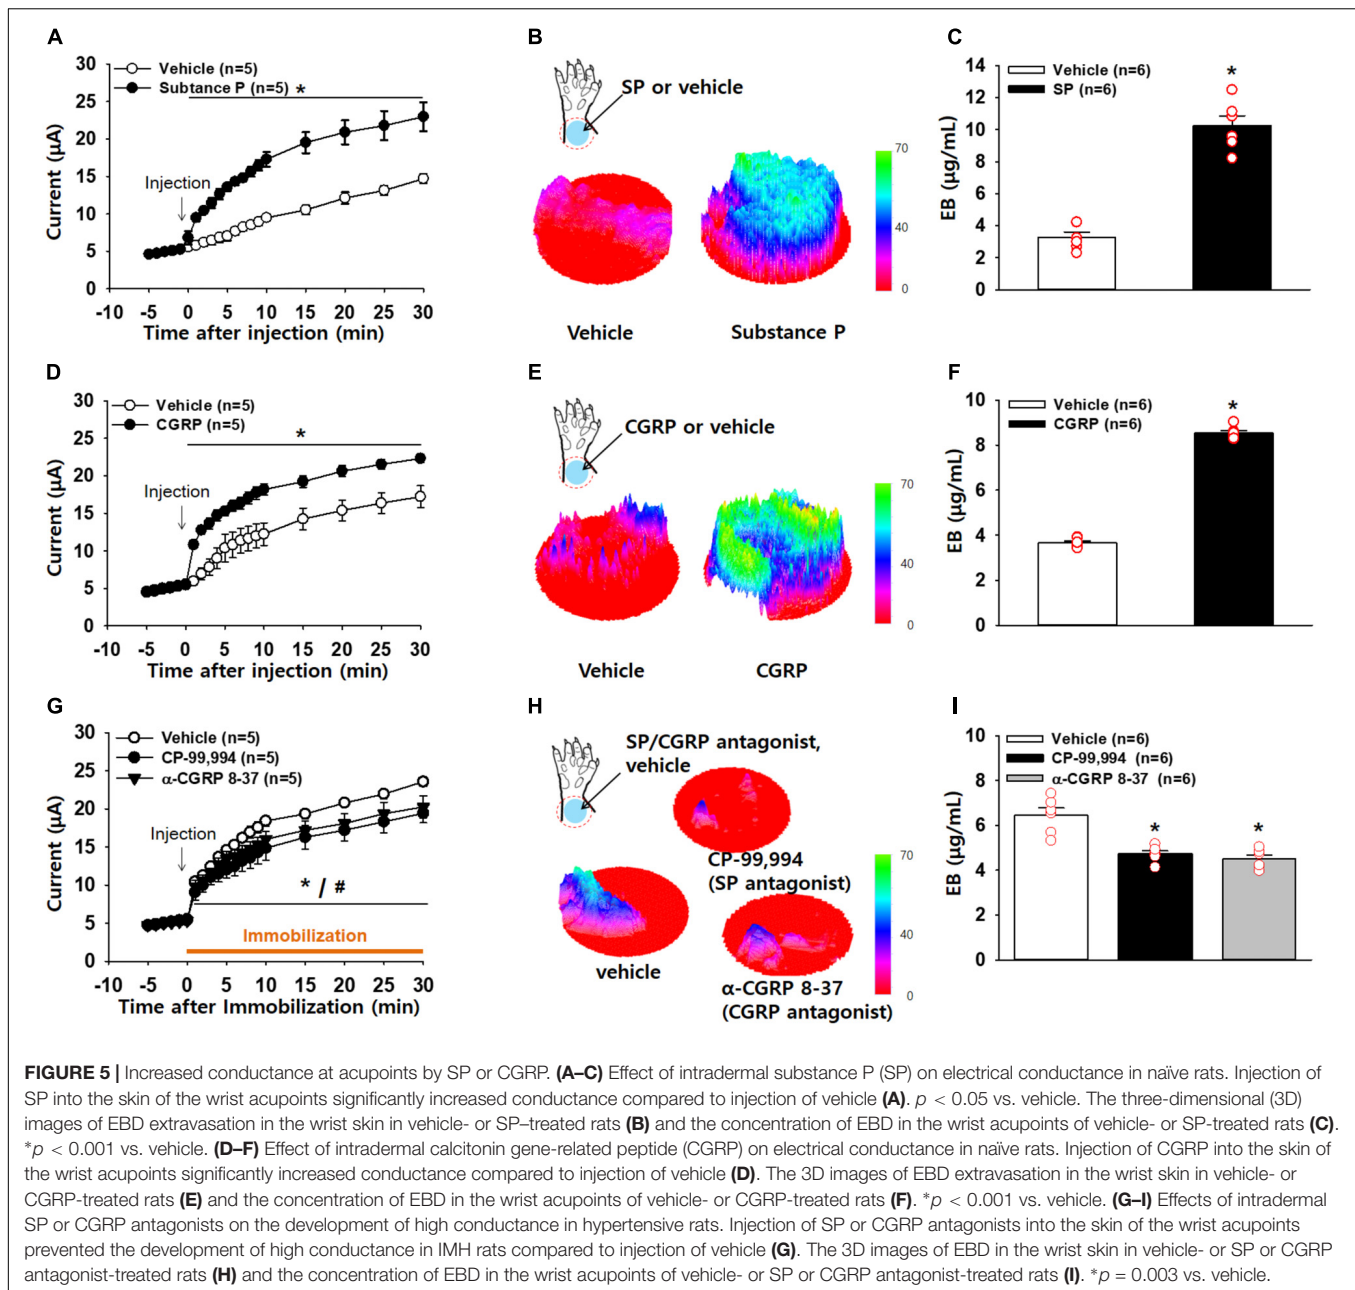 A
30
25
20
15
10
5
0
Current (µA)
Vehicle (n=5)
Subtance P (n=5)
*
Injection
-10 -5 0 5 10 15 20 25 30
Time after injection (min)
B
SP or vehicle
70
40
0
Vehicle
Substance P
C
14
12
10
8
6
4
2
0
EB (µg/mL)
Vehicle (n=6)
SP (n=6)
*
D
30
25
20
15
10
5
0
Current (µA)
Vehicle (n=5)
CGRP (n=5)
*
Injection
-10 -5 0 5 10 15 20 25 30
Time after injection (min)
E
CGRP or vehicle
70
40
0
Vehicle
CGRP
F
10
8
6
4
2
0
EB (µg/mL)
Vehicle (n=6)
CGRP (n=6)
*
G
30
25
20
15
10
5
0
Current (µA)
Vehicle (n=5)
CP-99,994 (n=5)
α-CGRP 8-37 (n=5)
Injection
* / #
Immobilization
-10 -5 0 5 10 15 20 25 30
Time after Immobilization (min)
H
SP/CGRP antagonist,
vehicle
CP-99,994
(SP antagonist)
vehicle
α-CGRP 8-37
(CGRP antagonist)
70
40
0
I
10
8
6
4
2
0
EB (µg/mL)
Vehicle (n=6)
CP-99,994 (n=6)
α-CGRP 8-37 (n=6)
*
*
FIGURE 5 | Increased conductance at acupoints by SP or CGRP. (A–C) Effect of intradermal substance P (SP) on electrical conductance in naïve rats. Injection of
SP into the skin of the wrist acupoints significantly increased conductance compared to injection of vehicle (A). p < 0.05 vs. vehicle. The three-dimensional (3D)
images of EBD extravasation in the wrist skin in vehicle- or SP–treated rats (B) and the concentration of EBD in the wrist acupoints of vehicle- or SP-treated rats (C).
*p < 0.001 vs. vehicle. (D–F) Effect of intradermal calcitonin gene-related peptide (CGRP) on electrical conductance in naïve rats. Injection of CGRP into the skin of
the wrist acupoints significantly increased conductance compared to injection of vehicle (D). The 3D images of EBD extravasation in the wrist skin in vehicle- or
CGRP-treated rats (E) and the concentration of EBD in the wrist acupoints of vehicle- or CGRP-treated rats (F). *p < 0.001 vs. vehicle. (G–I) Effects of intradermal
SP or CGRP antagonists on the development of high conductance in hypertensive rats. Injection of SP or CGRP antagonists into the skin of the wrist acupoints
prevented the development of high conductance in IMH rats compared to injection of vehicle (G). The 3D images of EBD in the wrist skin in vehicle- or SP or CGRP
antagonist-treated rats (H) and the concentration of EBD in the wrist acupoints of vehicle- or SP or CGRP antagonist-treated rats (I). *p = 0.003 vs. vehicle.